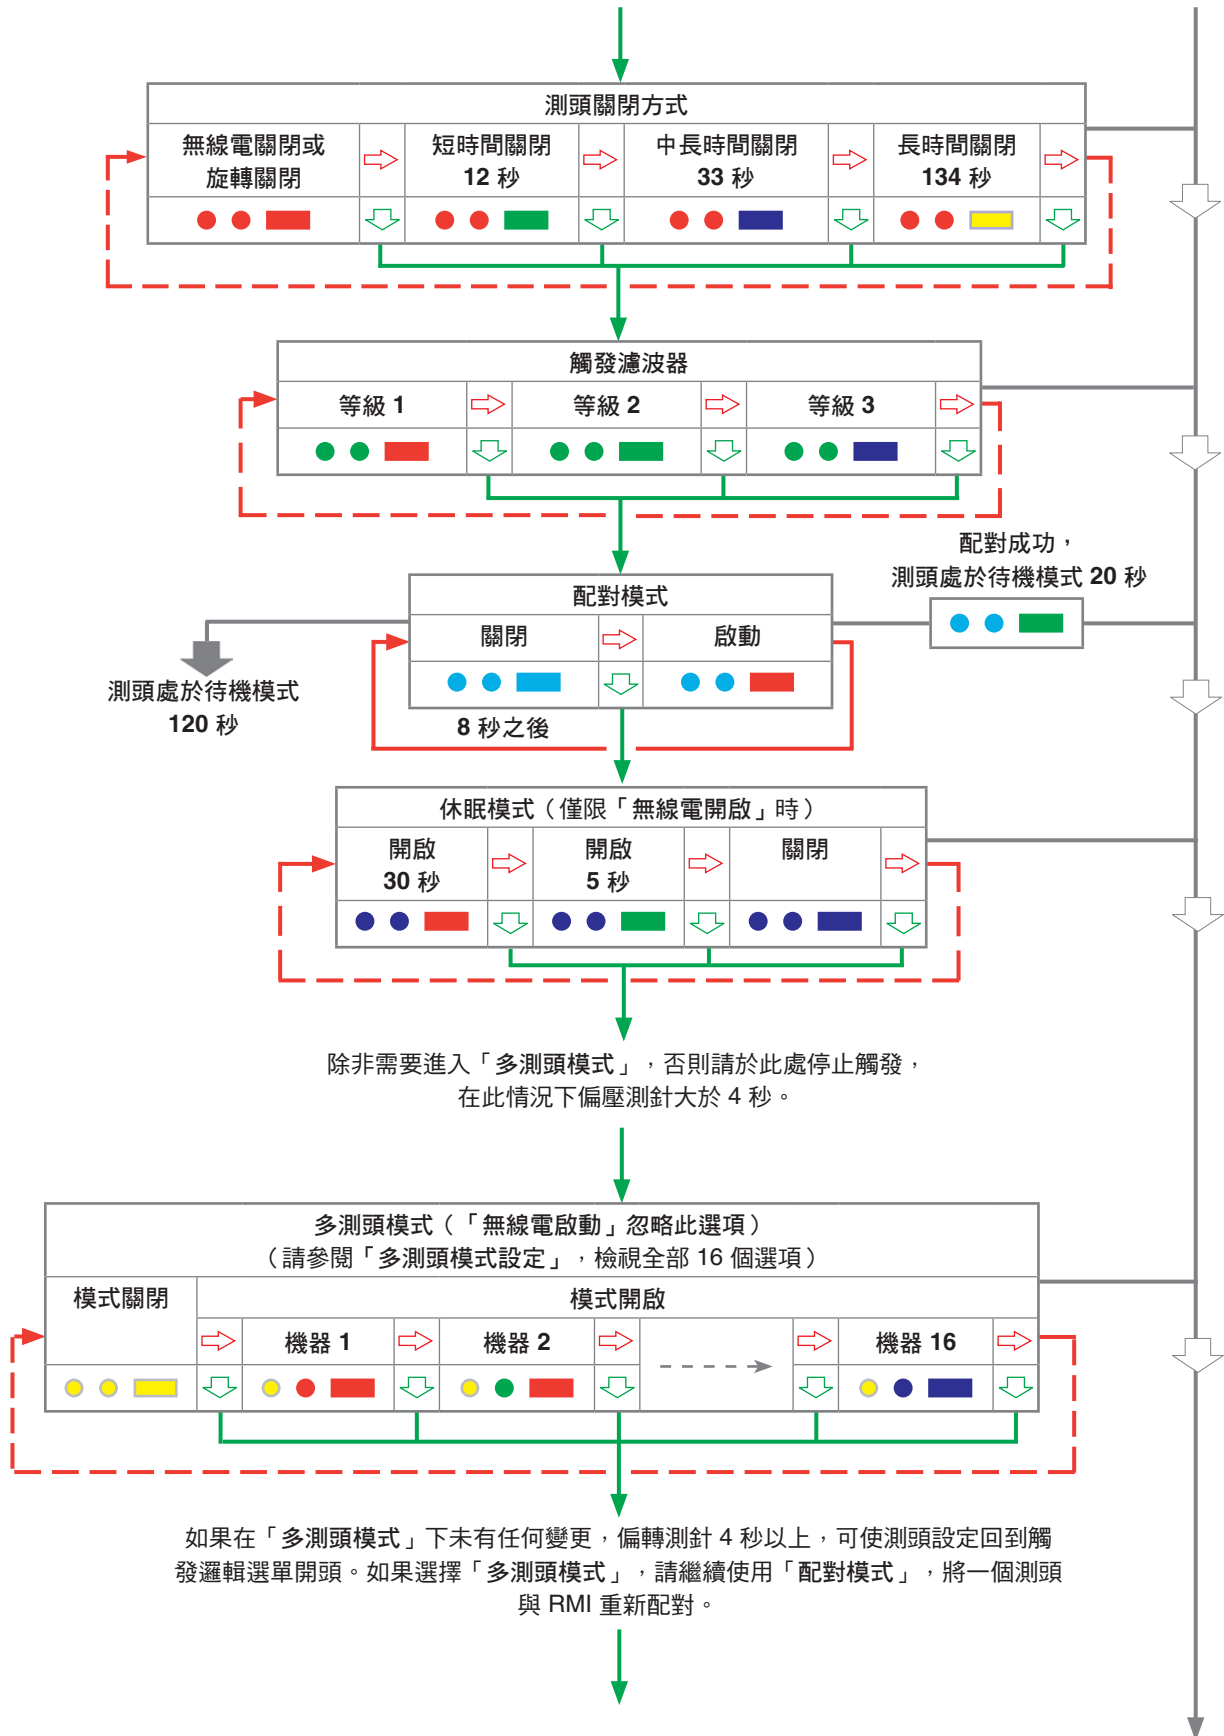 測頭關閉方式
無線電關閉或
旋轉關閉
短時間關閉
12 秒
中長時間關閉
33 秒
長時間關閉
134 秒
觸發濾波器
等級 1
等級 2
等級 3
配對成功，
測頭處於待機模式 20 秒
配對模式
關閉
啟動
測頭處於待機模式
120 秒
8 秒之後
休眠模式（僅限「無線電開啟」時）
開啟
30 秒
開啟
5 秒
關閉
除非需要進入「多測頭模式」，否則請於此處停止觸發，
在此情況下偏壓測針大於 4 秒。
多測頭模式（「無線電啟動」忽略此選項）
（請參閱「多測頭模式設定」，檢視全部 16 個選項）
模式關閉
模式開啟
機器 1
機器 2
機器 16
如果在「多測頭模式」下未有任何變更，偏轉測針 4 秒以上，可使測頭設定回到觸
發邏輯選單開頭。如果選擇「多測頭模式」，請繼續使用「配對模式」，將一個測頭
與 RMI 重新配對。